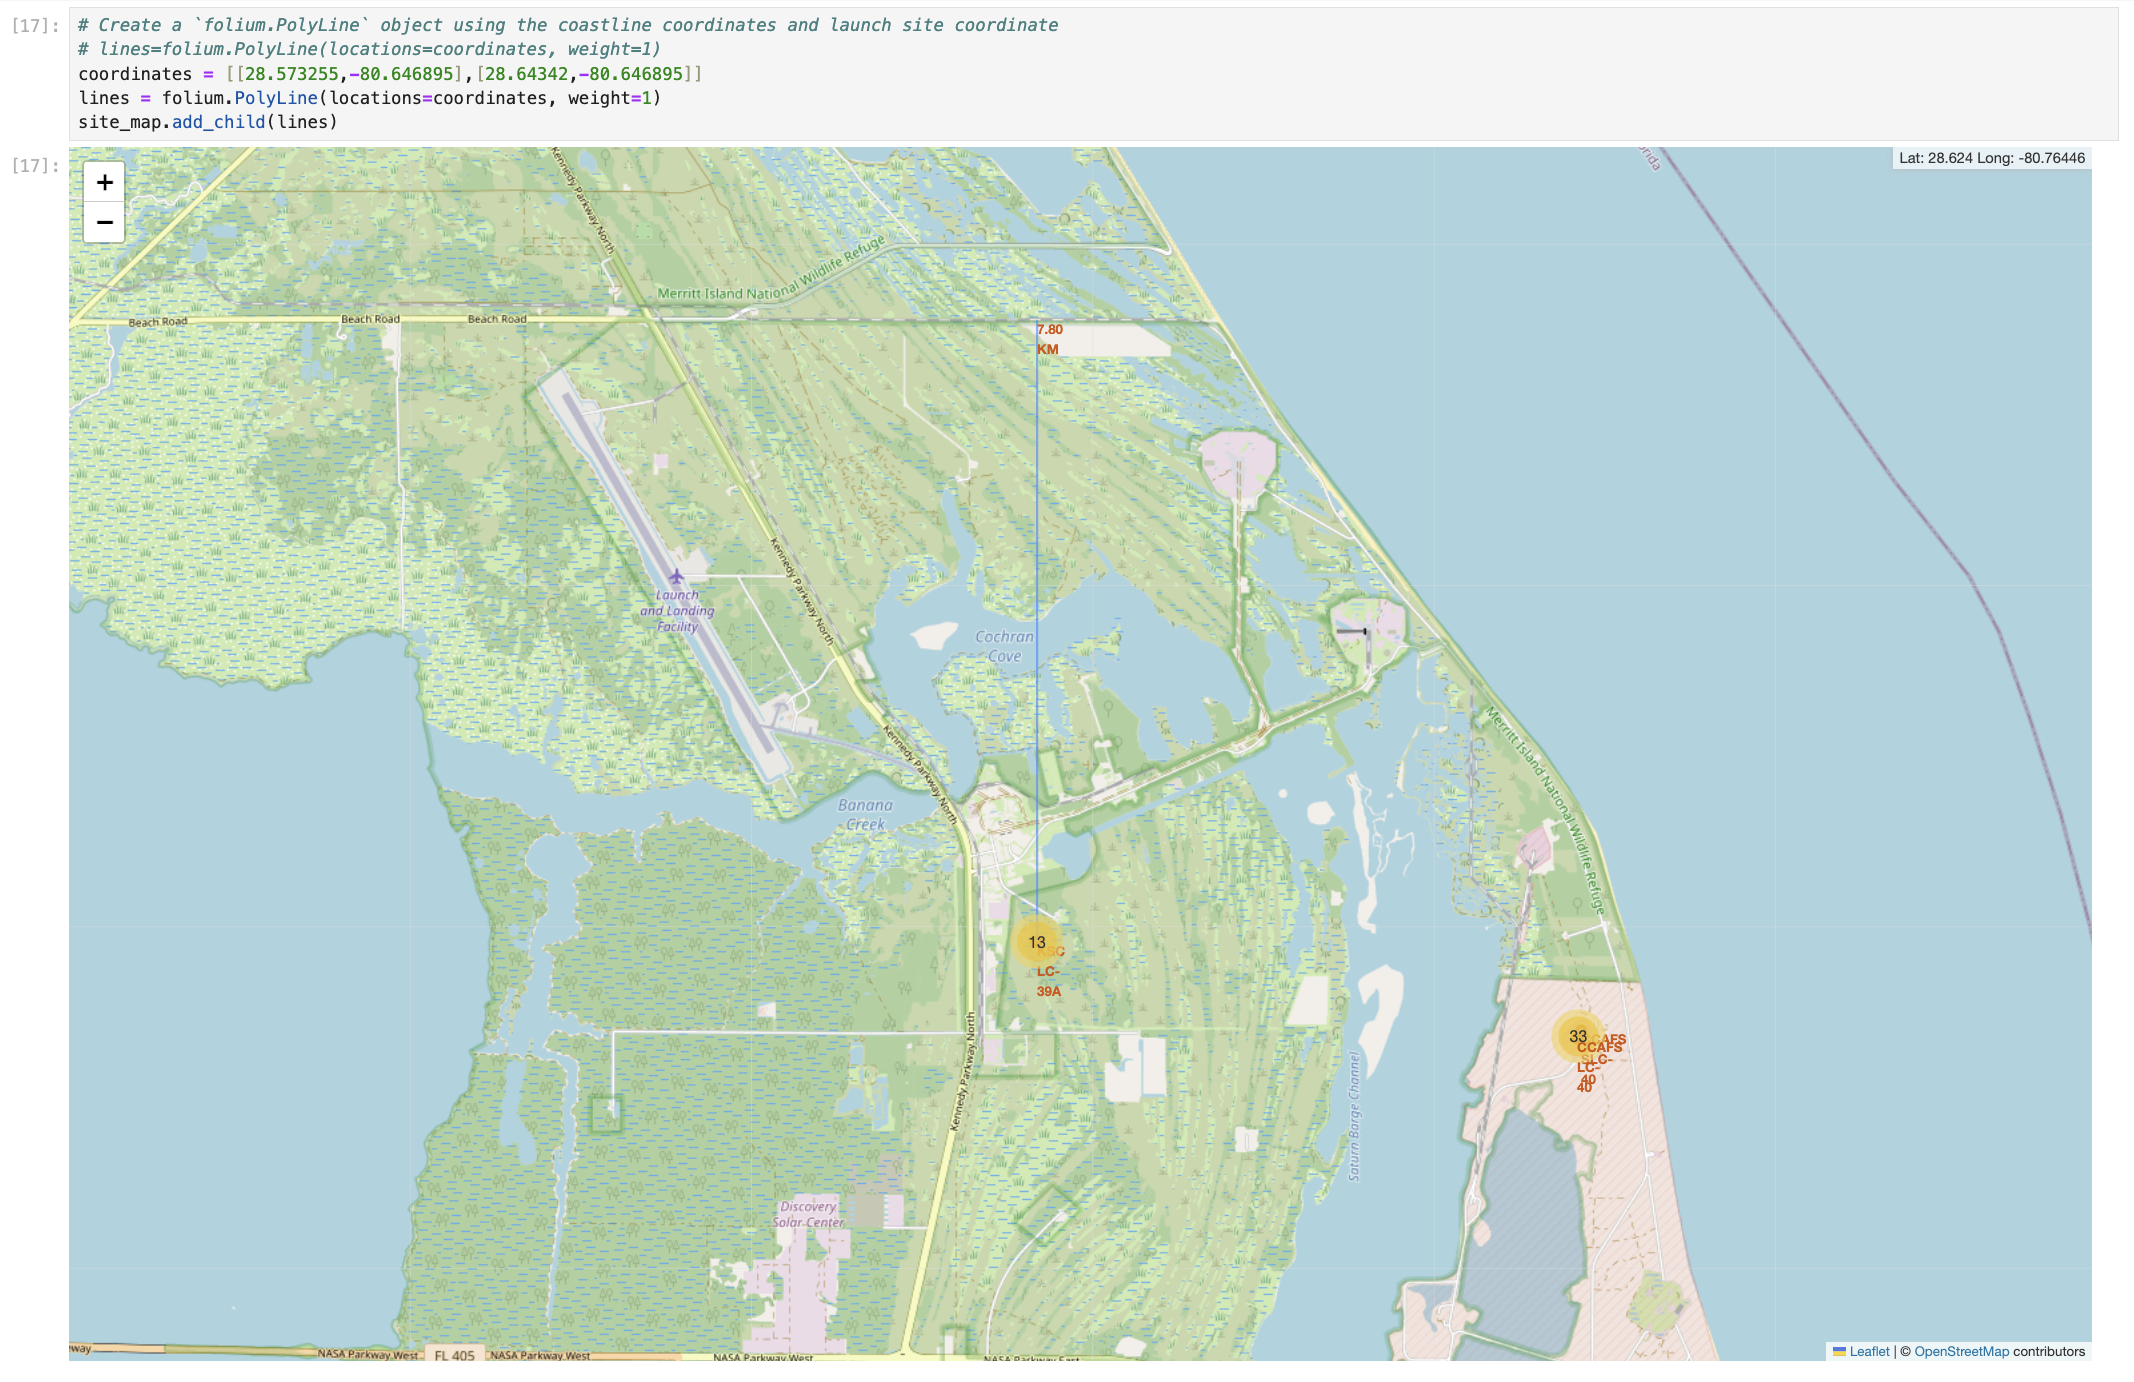 [17]:
# Create a `folium.PolyLine` object using the coastline coordinates and launch site coordinate
# lines=folium.PolyLine(locations=coordinates, weight=1)
coordinates = [[28.573255,-80.646895],[28.64342,-80.646895]]
lines = folium.PolyLine(locations=coordinates, weight=1)
site_map.add_child(lines)
[17]:
+
−
Lat: 28.624 Long: -80.76446
Kennedy Parkway North
Merritt Island National Wildlife Refuge
Beach Road
Beach Road
Beach Road
7.80
KM
Kennedy Parkway North
Launch
and Landing
Facility
Cochran
Cove
Kennedy Parkway North
Merritt Island National Wildlife Refuge
Banana
Creek
13
LC-
39A
33
CCAFS
SLC-
LC-
40
40
Kennedy Parkway North
Saturn Barge Channel
Discovery
Solar Center
way
NASA Parkway West
FL 405
NASA Parkway West
NASA Parkway West
NASA Parkway East
Leaflet | © OpenStreetMap contributors